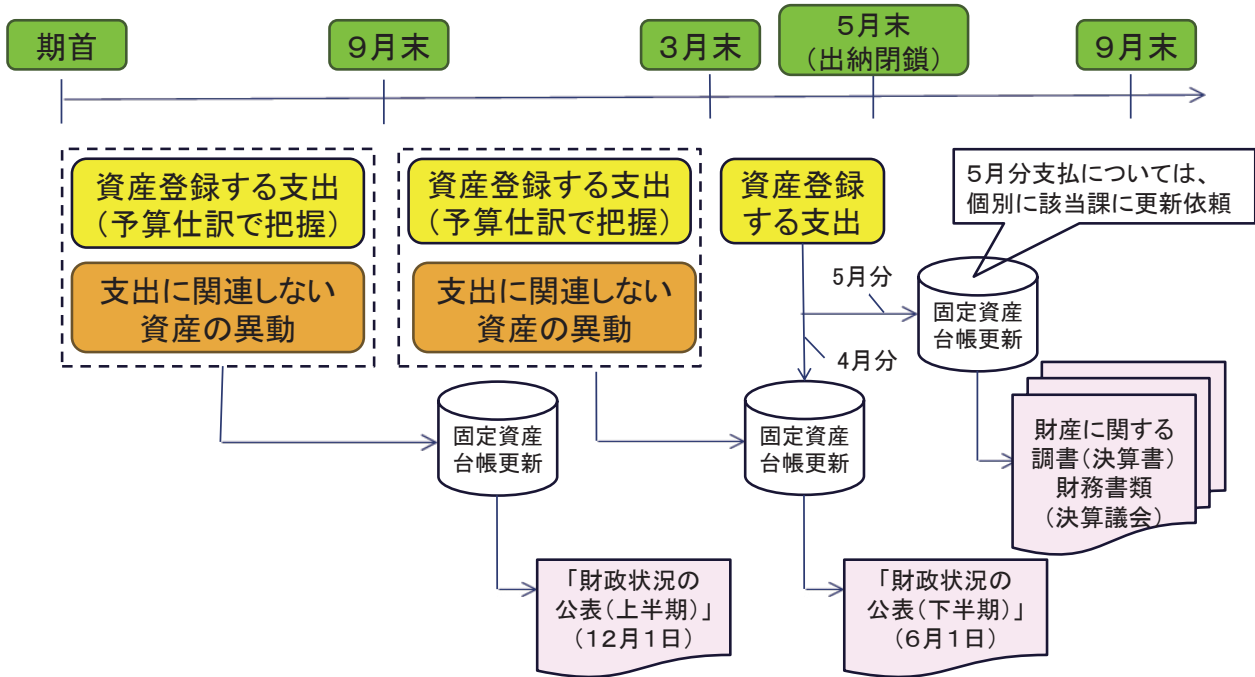 期首
9月末
3月末
5月末
(出納閉鎖)
9月末
資産登録する支出
(予算仕訳で把握)
支出に関連しない
資産の異動
資産登録する支出
(予算仕訳で把握)
支出に関連しない
資産の異動
資産登録
する支出
5月分支払については、
個別に該当課に更新依頼
5月分
4月分
固定資産
台帳更新
固定資産
台帳更新
固定資産
台帳更新
財産に関する
調書(決算書)
財務書類
(決算議会)
「財政状況の
公表(上半期)」
(12月1日)
「財政状況の
公表(下半期)」
(6月1日)